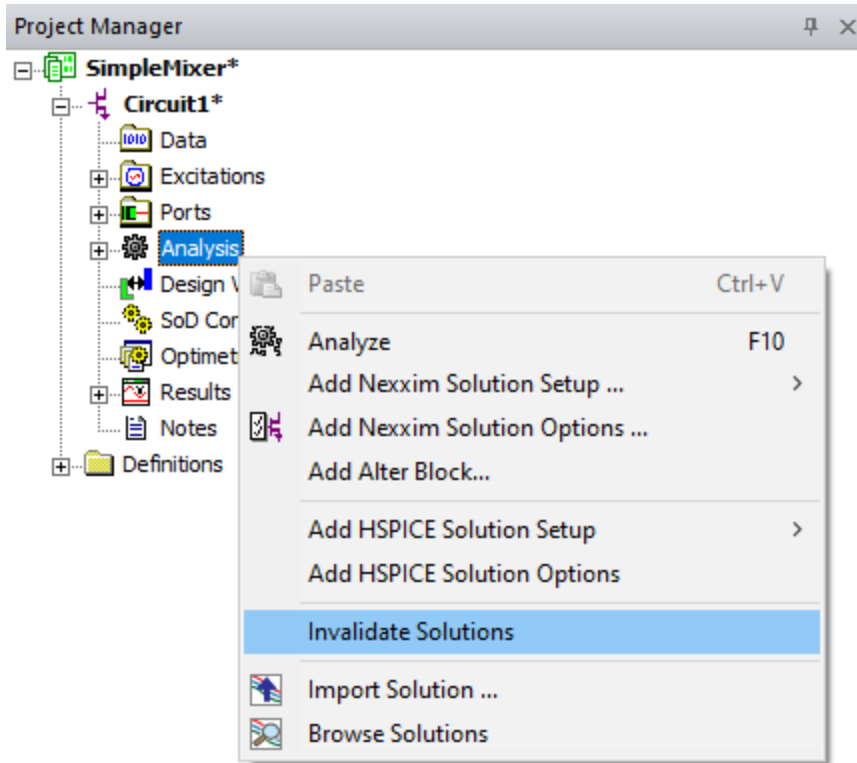 Project Manager
SimpleMixer*
Circuit1*
Data
Excitations
Ports
Analysis
Design
SoD
Results
Notes
Definitions
Paste Ctrl+V
Analyze F10
Add Nexxim Solution Setup ...
Add Nexxim Solution Options ...
Add Alter Block...
Add HSPICE Solution Setup
Add HSPICE Solution Options
Invalidate Solutions
Import Solution ...
Browse Solutions